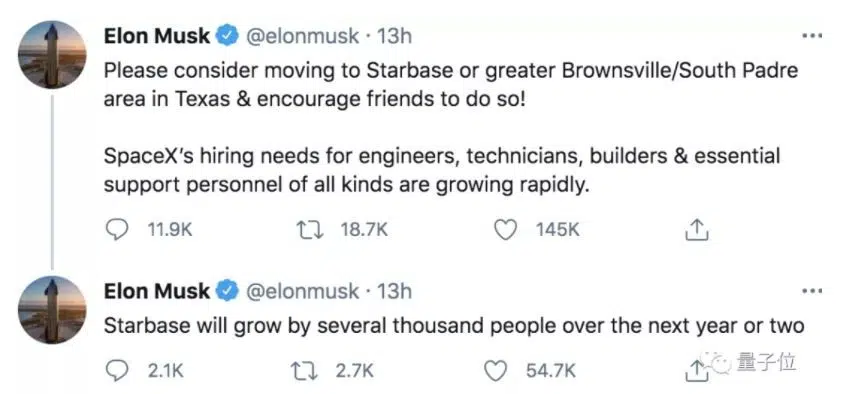 Elon Musk @elonmusk · 13h
Please consider moving to Starbase or greater Brownsville/South Padre
area in Texas & encourage friends to do so!
SpaceX's hiring needs for engineers, technicians, builders & essential
support personnel of all kinds are growing rapidly.
11.9K 18.7K 145K
Elon Musk @elonmusk · 13h
Starbase will grow by several thousand people over the next year or two
2.1K 2.7K 54.7K
量子位